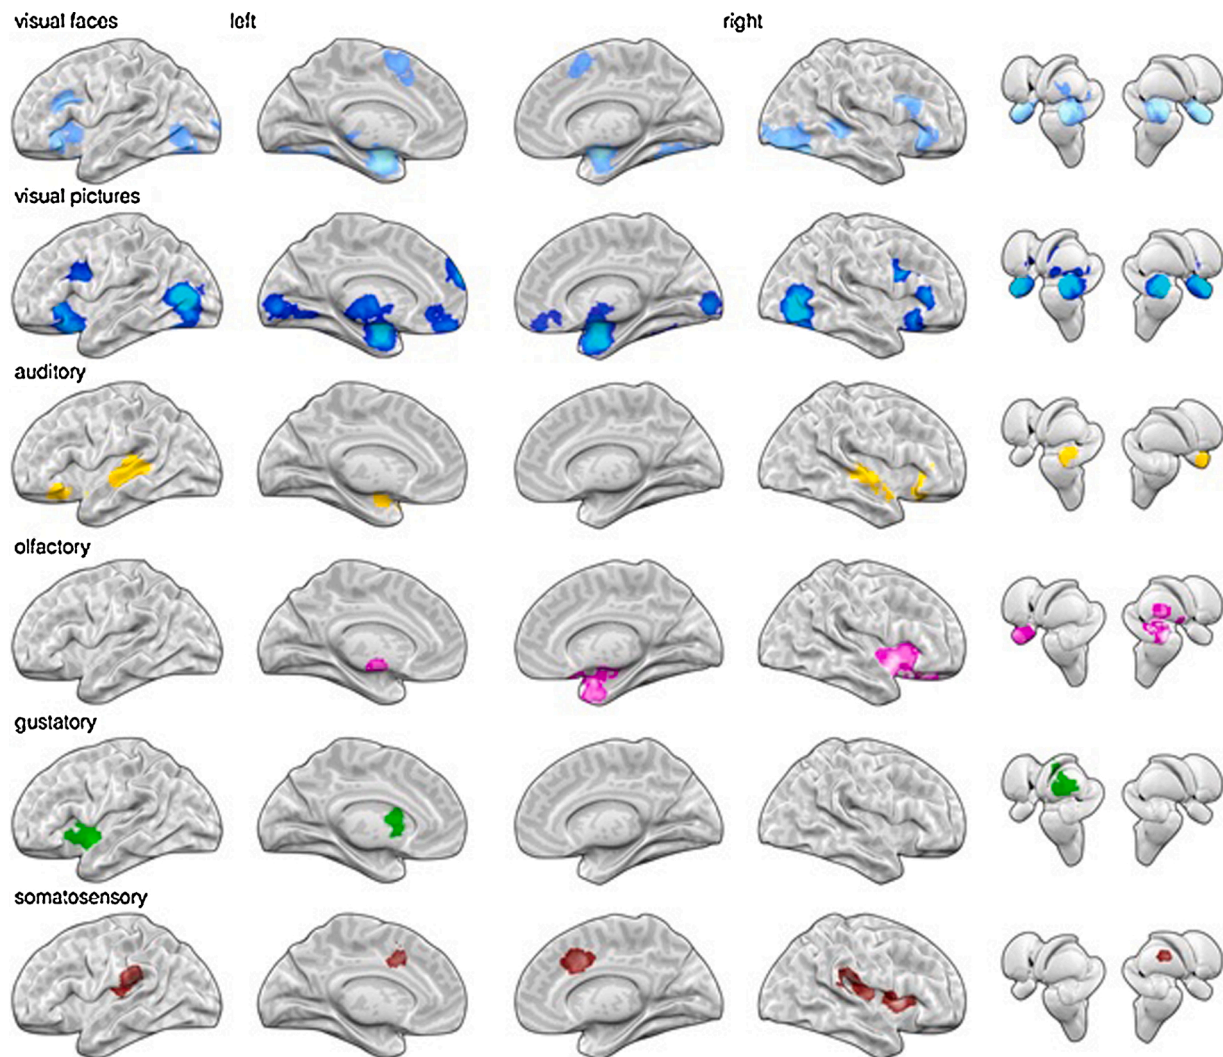 visual faces left right
visual pictures
auditory
olfactory
gustatory
somatosensory